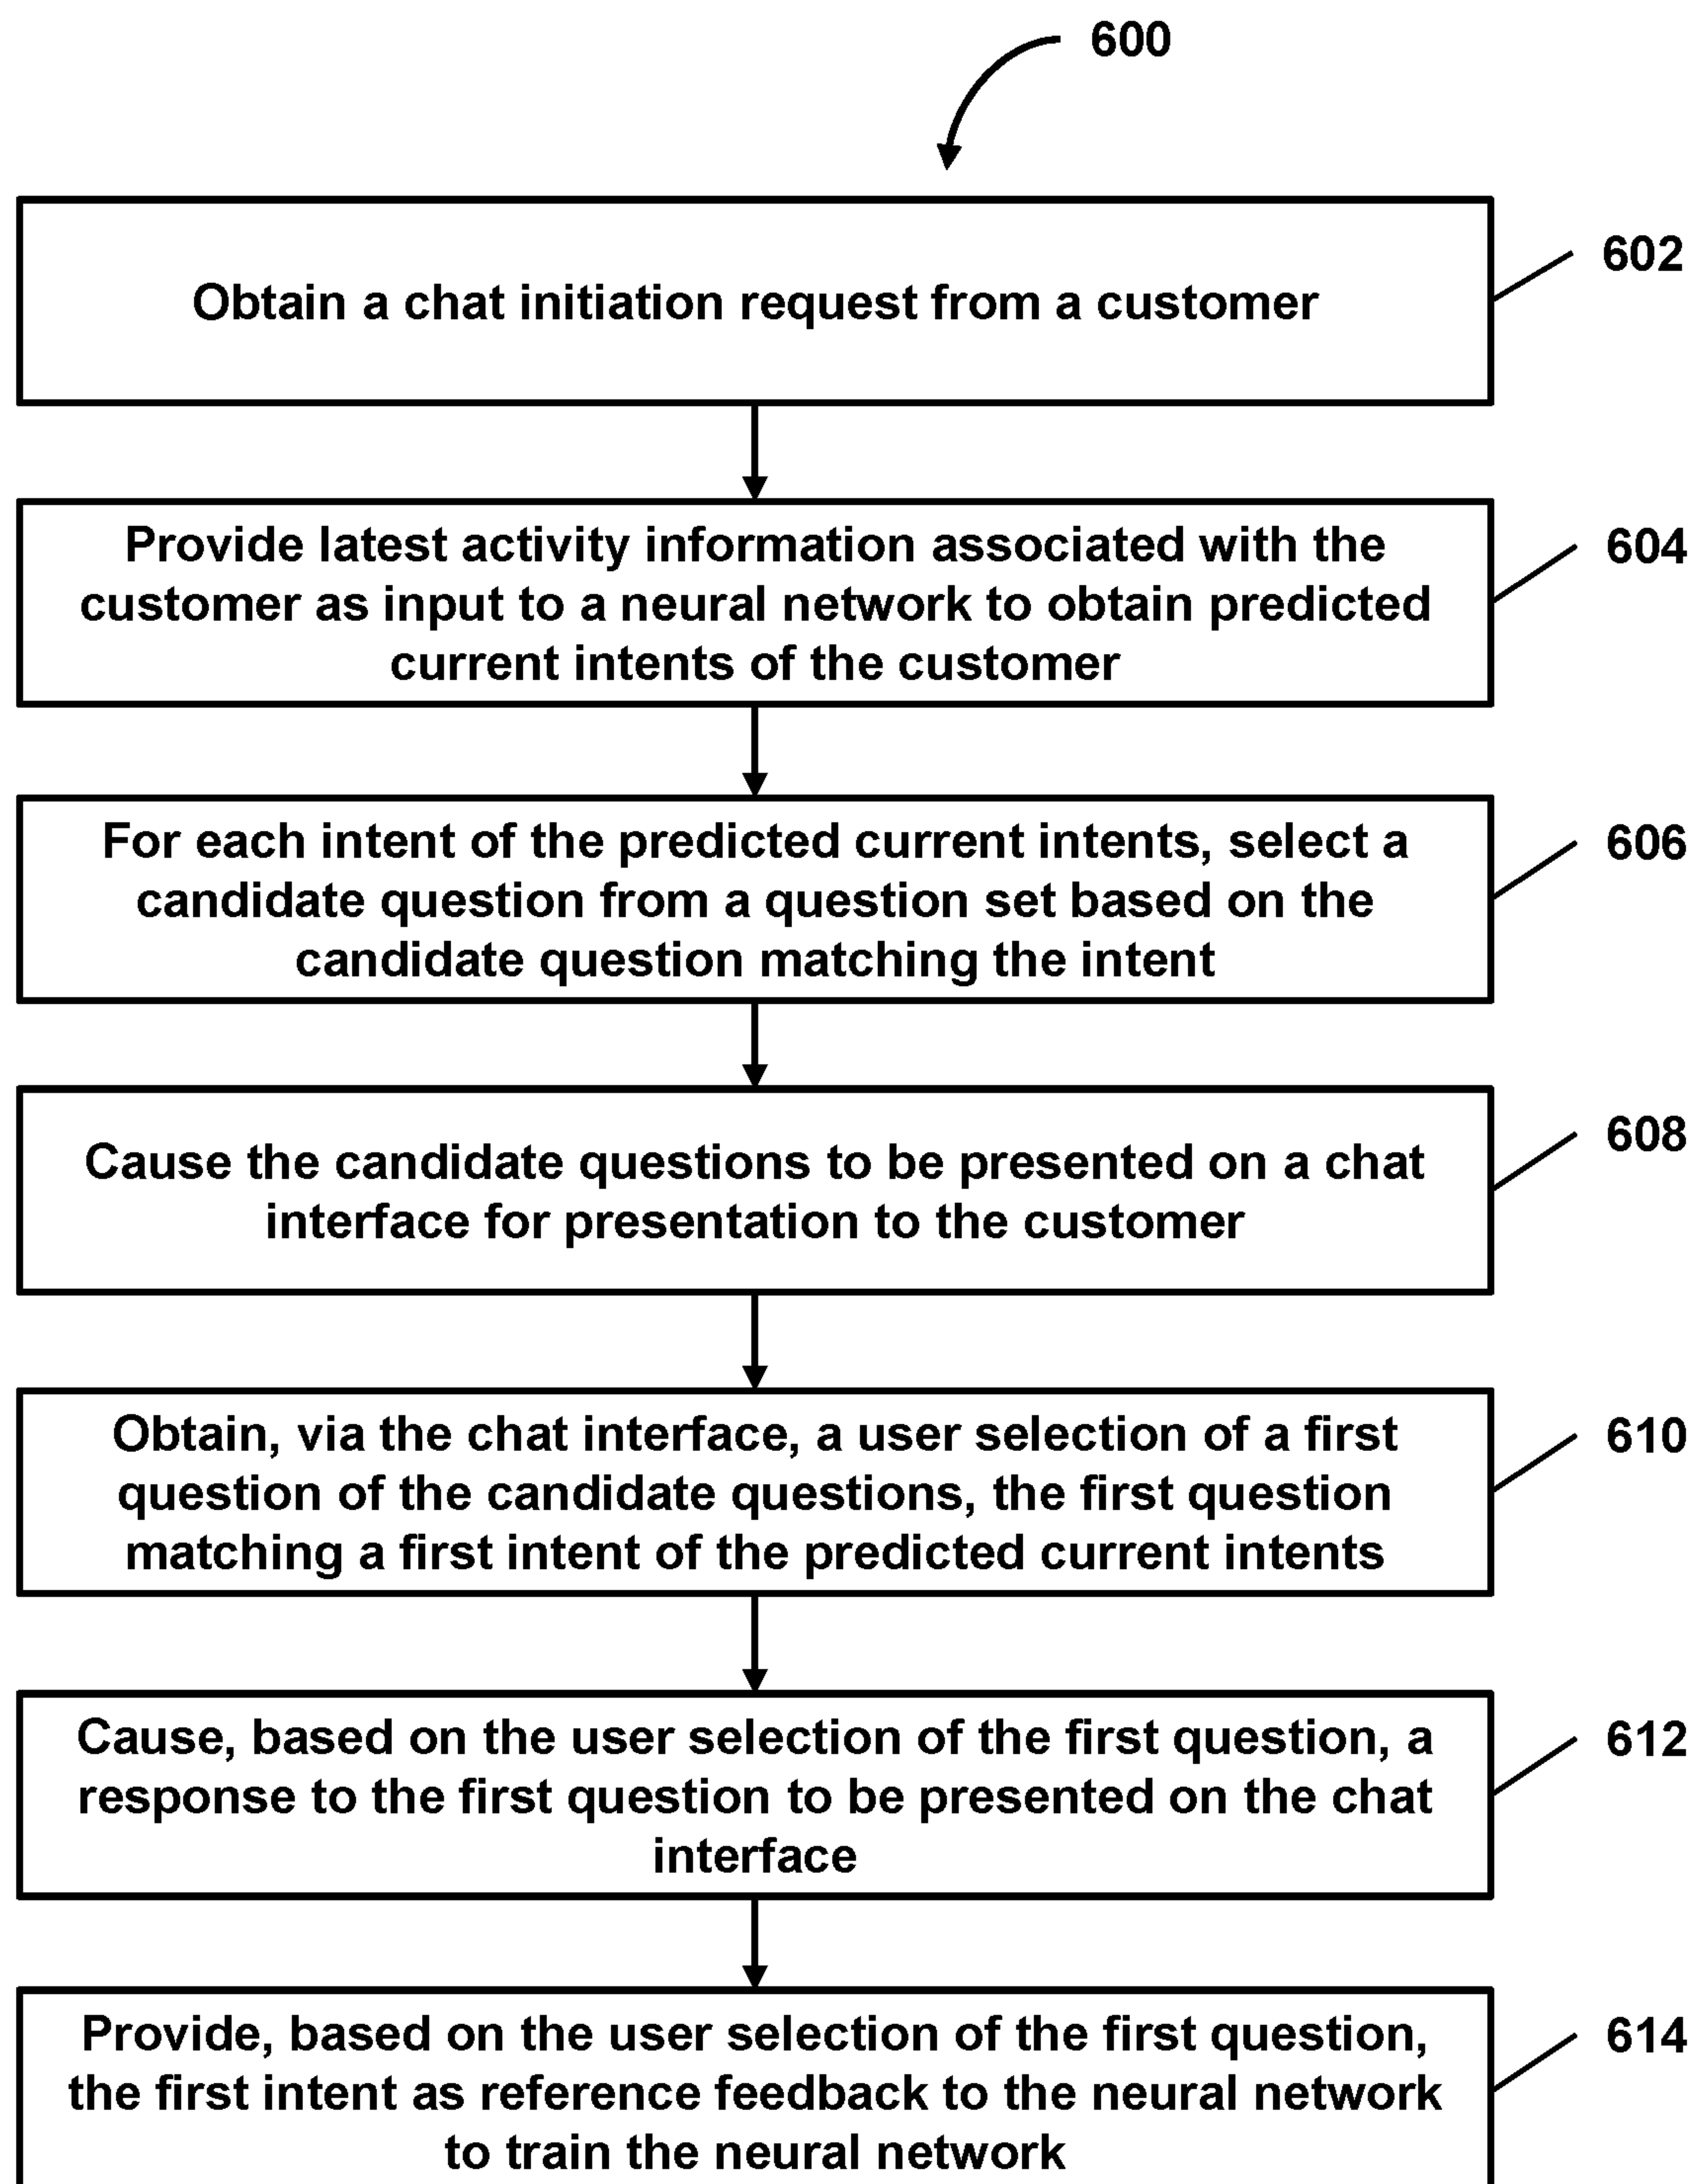 600
Obtain a chat initiation request from a customer
602
Provide latest activity information associated with the
customer as input to a neural network to obtain predicted
current intents of the customer
604
For each intent of the predicted current intents, select a
candidate question from a question set based on the
candidate question matching the intent
606
Cause the candidate questions to be presented on a chat
interface for presentation to the customer
608
Obtain, via the chat interface, a user selection of a first
question of the candidate questions, the first question
matching a first intent of the predicted current intents
610
Cause, based on the user selection of the first question, a
response to the first question to be presented on the chat
interface
612
Provide, based on the user selection of the first question,
the first intent as reference feedback to the neural network
to train the neural network
614